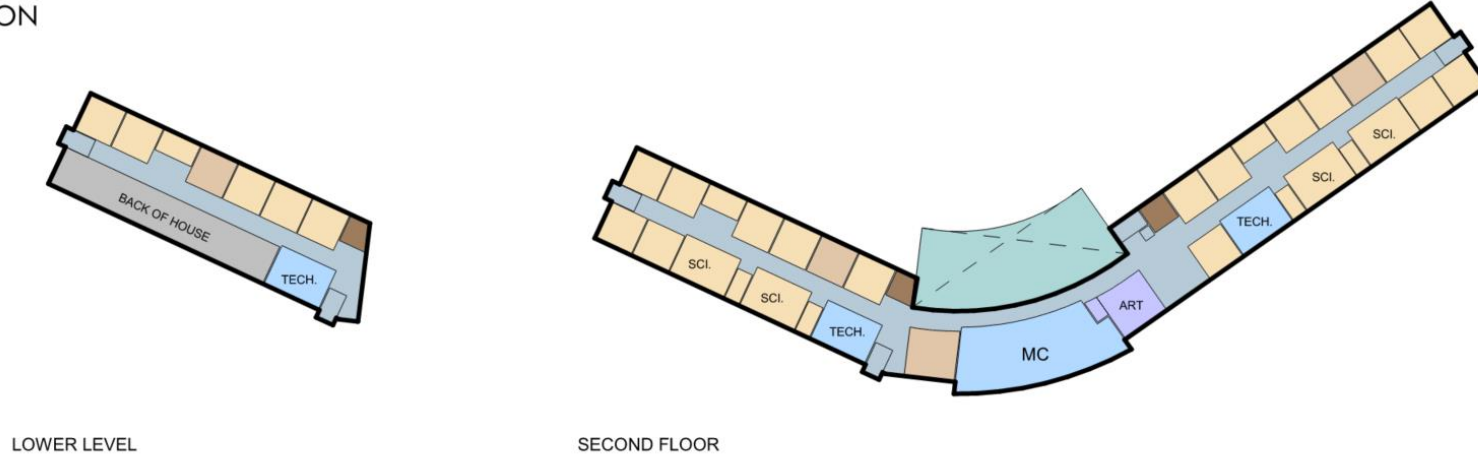 ON
BACK OF HOUSE
TECH.
LOWER LEVEL
SCI.
SCI.
TECH.
MC
ART
TECH.
SCI.
SCI.
SECOND FLOOR